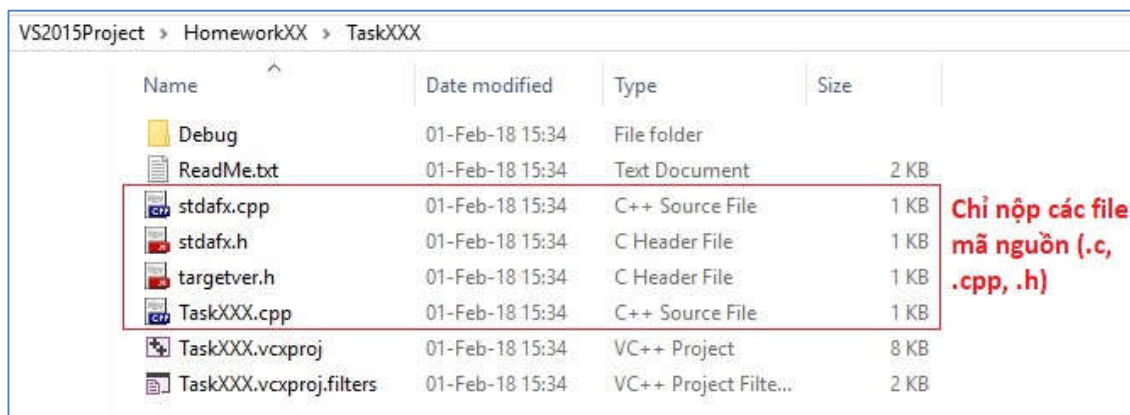 VS2015Project > HomeworkXX > TaskXXX
Name Date modified Type Size
Debug 01-Feb-18 15:34 File folder
ReadMe.txt 01-Feb-18 15:34 Text Document 2 KB
stdafx.cpp 01-Feb-18 15:34 C++ Source File 1 KB
stdafx.h 01-Feb-18 15:34 C Header File 1 KB
targetver.h 01-Feb-18 15:34 C Header File 1 KB
TaskXXX.cpp 01-Feb-18 15:34 C++ Source File 1 KB
TaskXXX.vcxproj 01-Feb-18 15:34 VC++ Project 8 KB
TaskXXX.vcxproj.filters 01-Feb-18 15:34 VC++ Project Filte... 2 KB
Chỉ nộp các file
mã nguồn (.c,
.cpp, .h)